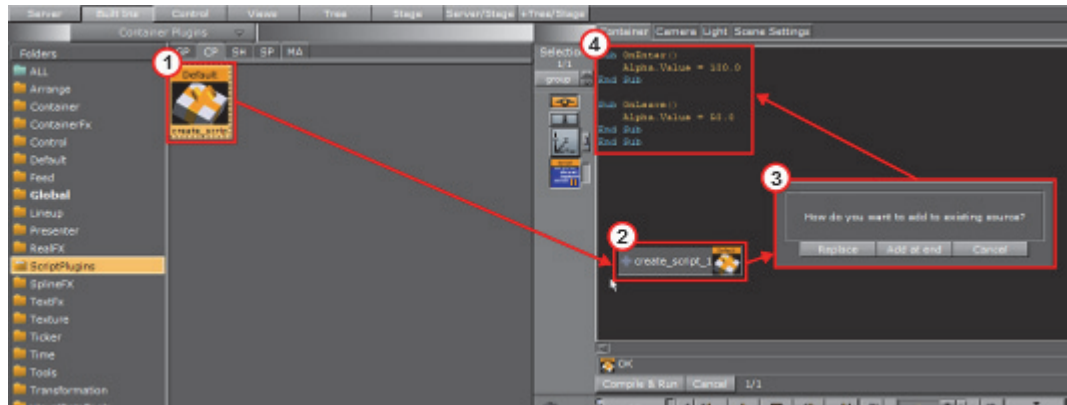 Server Built Ins Control Views Tree Stage Server/Stage +Tree/Stage
Container Plugins
Container Camera Light Scene Settings
Folders
GP CP SH SP MA
ALL
Arrange
Container
ContainerFx
Control
Default
Feed
Global
Lineup
Presenter
RealFX
ScriptPlugins
SplineFX
TextFx
Texture
Ticker
Time
Tools
Transformation
1
Default
create_scrip
Selection
1/1
group
4
Sub OnEnter()
Alpha.Value = 100.0
End Sub
Sub OnLeave()
Alpha.Value = 50.0
End Sub
End Sub
3
How do you want to add to existing source?
Replace Add at end Cancel
2
create_script_1
OK
Compile & Run Cancel 1/1